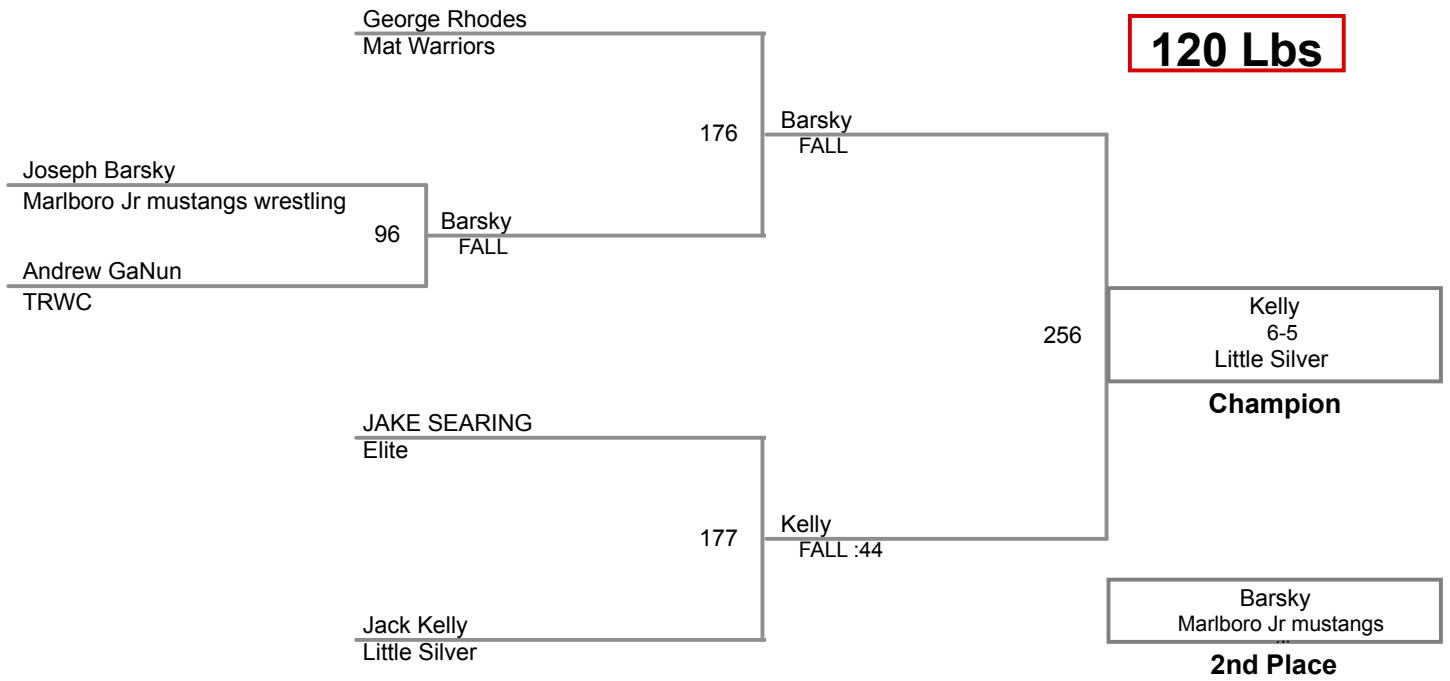 George Rhodes
Mat Warriors
120 Lbs
176
Barsky
FALL
Joseph Barsky
Marlboro Jr mustangs wrestling
96
Barsky
FALL
Andrew GaNun
TRWC
256
Kelly
6-5
Little Silver
Champion
JAKE SEARING
Elite
177
Kelly
FALL :44
Jack Kelly
Little Silver
Barsky
Marlboro Jr mustangs
2nd Place